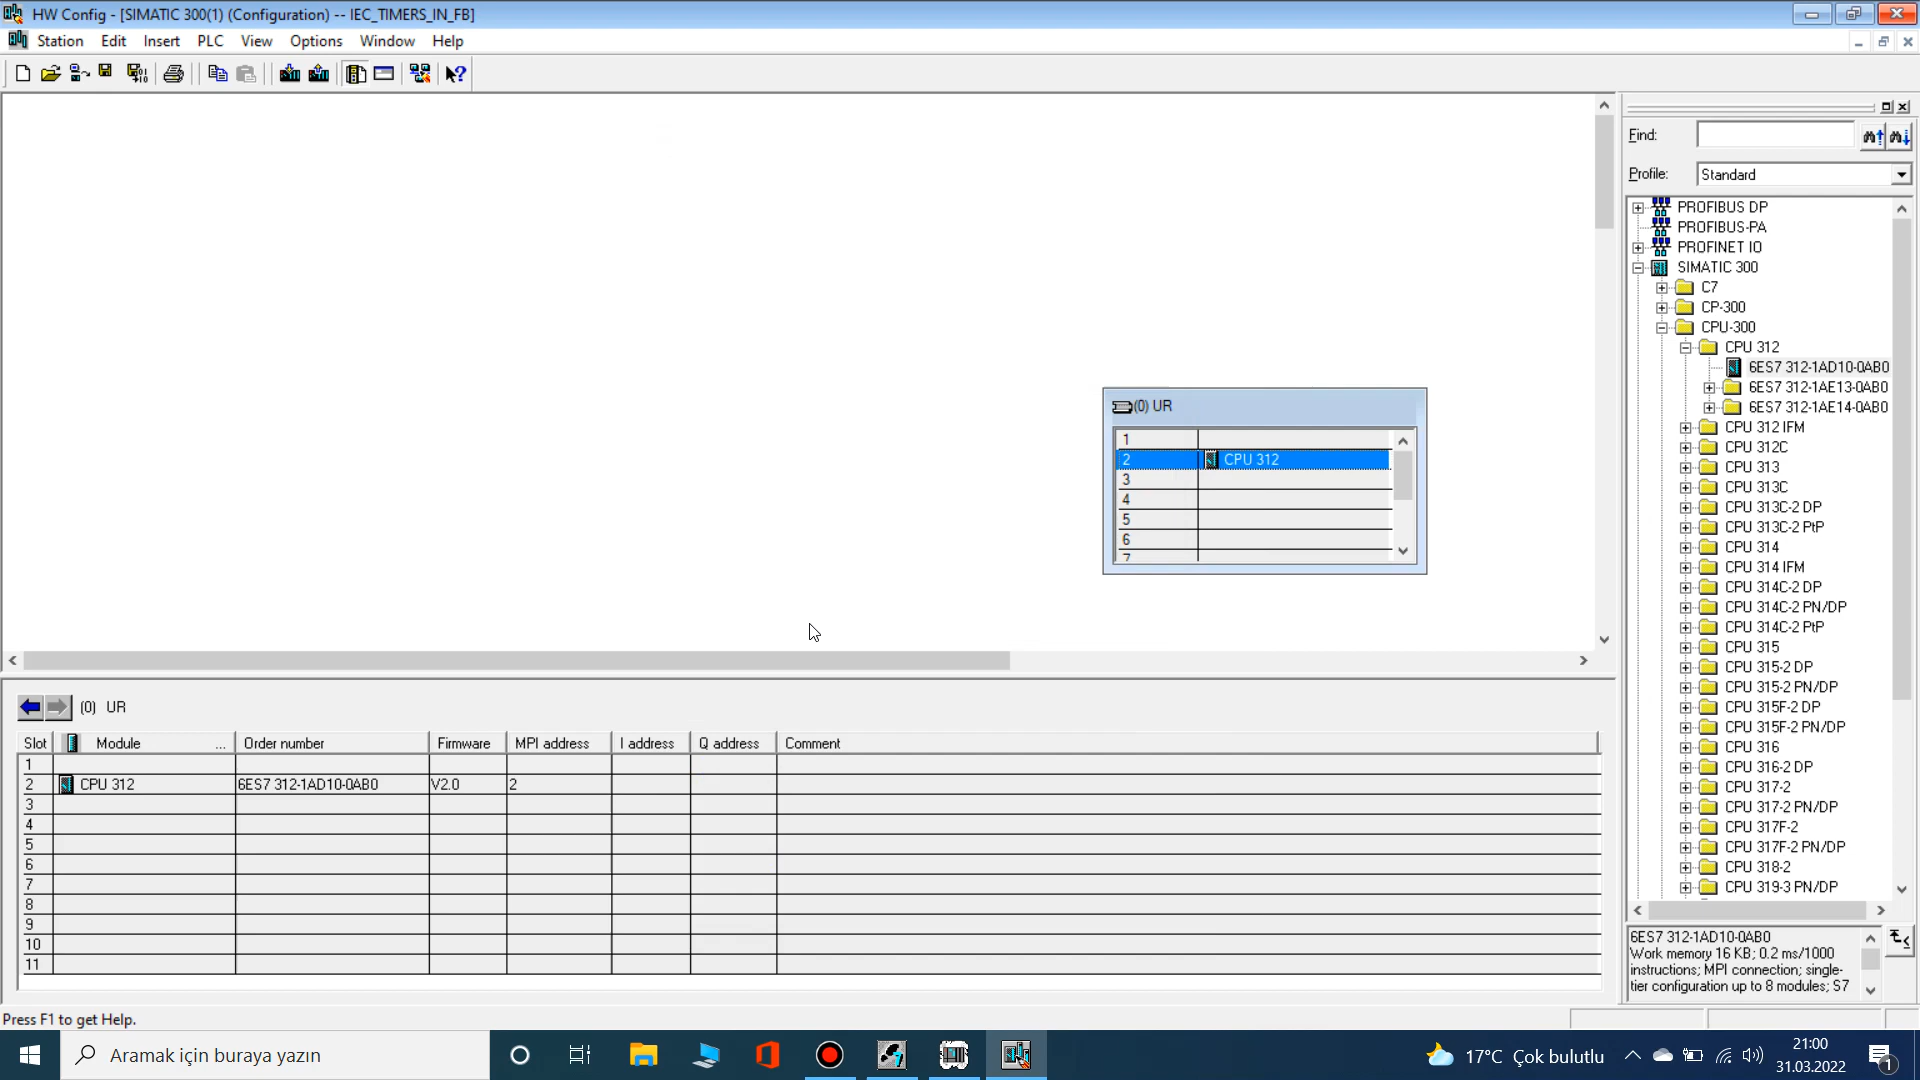 HW Config - [SIMATIC 300(1) (Configuration) -- IEC_TIMERS_IN_FB]
Station Edit Insert PLC View Options Window Help
Find:
Profile: Standard
PROFIBUS DP
PROFIBUS-PA
PROFINET IO
SIMATIC 300
C7
CP-300
CPU-300
CPU 312
6ES7 312-1AD10-0AB0
6ES7 312-1AE13-0AB0
6ES7 312-1AE14-0AB0
CPU 312 IFM
CPU 312C
CPU 313
CPU 313C
CPU 313C-2 DP
CPU 313C-2 PtP
CPU 314
CPU 314 IFM
CPU 314C-2 DP
CPU 314C-2 PN/DP
CPU 314C-2 PtP
CPU 315
CPU 315-2 DP
CPU 315-2 PN/DP
CPU 315F-2 DP
CPU 315F-2 PN/DP
CPU 316
CPU 316-2 DP
CPU 317-2
CPU 317-2 PN/DP
CPU 317F-2
CPU 317F-2 PN/DP
CPU 318-2
CPU 319-3 PN/DP
6ES7 312-1AD10-0AB0
Work memory 16 KB; 0.2 ms/1000
instructions; MPI connection; single-
tier configuration up to 8 modules; S7
(0) UR
1
2 CPU 312
3
4
5
6
7
(0) UR
Slot Module ... Order number Firmware MPI address I address Q address Comment
1
2 CPU 312 6ES7 312-1AD10-0AB0 V2.0 2
3
4
5
6
7
8
9
10
11
Press F1 to get Help.
Aramak için buraya yazın
17°C Çok bulutlu
21:00
31.03.2022
1